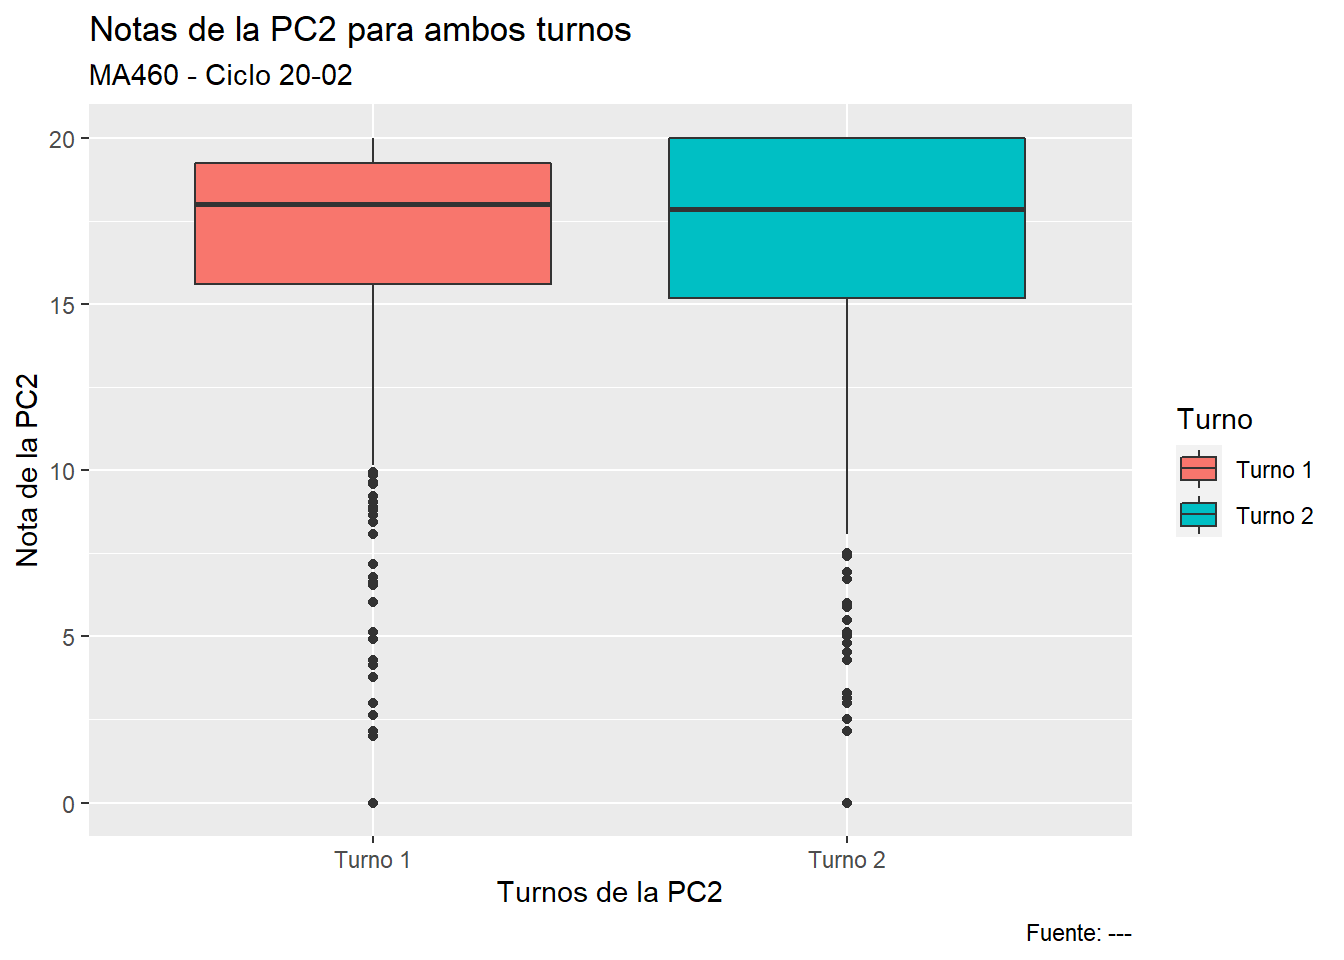 Notas de la PC2 para ambos turnos
MA460 - Ciclo 20-02
Nota de la PC2
20
15
10
5
0
Turno 1
Turno 2
Turnos de la PC2
Turno
Turno 1
Turno 2
Fuente: ---